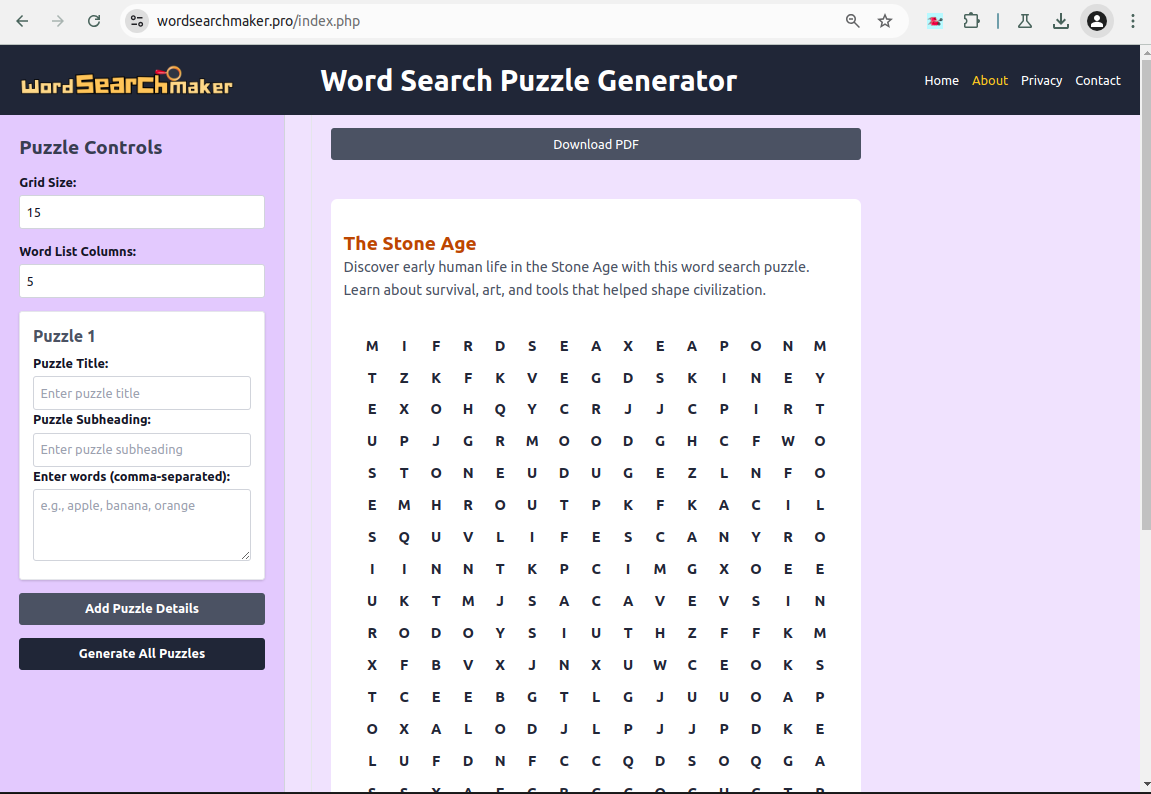 wordsearchmaker.pro/index.php
WordSearchmaker
Word Search Puzzle Generator
Home About Privacy Contact
Puzzle Controls
Grid Size:
15
Word List Columns:
5
Puzzle 1
Puzzle Title:
Enter puzzle title
Puzzle Subheading:
Enter puzzle subheading
Enter words (comma-separated):
e.g., apple, banana, orange
Add Puzzle Details
Generate All Puzzles
Download PDF
The Stone Age
Discover early human life in the Stone Age with this word search puzzle.
Learn about survival, art, and tools that helped shape civilization.
M I F R D S E A X E A P O N M
T Z K F K V E G D S K I N E Y
E X O H Q Y C R J J C P I R T
U P J G R M O O D G H C F W O
S T O N E U D U G E Z L N F O
E M H R O U T P K F K A C I L
S Q U V L I F E S C A N Y R O
I I N N T K P C I M G X O E E
U K T M J S A C A V E V S I N
R O D O Y S I U T H Z F F K M
X F B V X J N X U W C E O K S
T C E E B G T L G J U U O A P
O X A L O D J L P J J P D K E
L U F D N F C C Q D S O Q G A